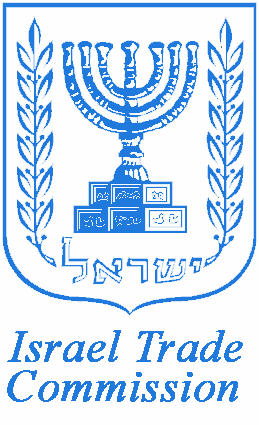 ישראל
Israel Trade
Commission